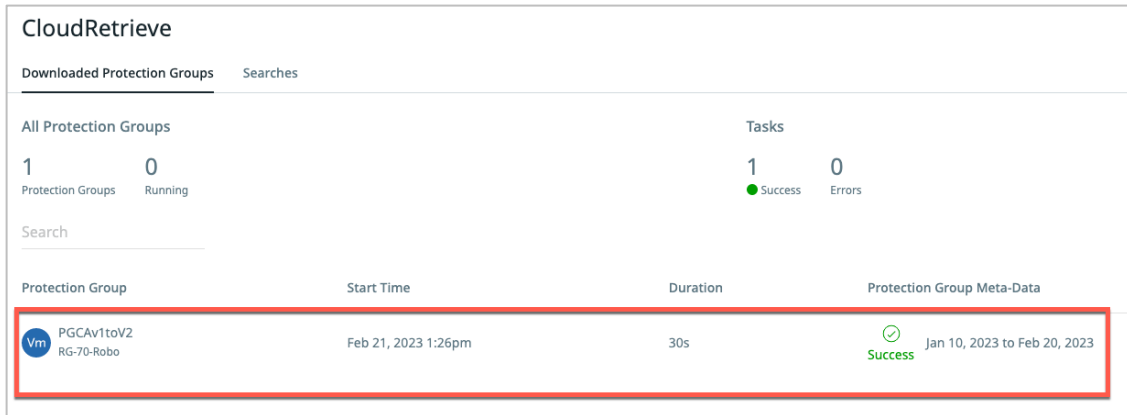 CloudRetrieve
Downloaded Protection Groups Searches
All Protection Groups Tasks
1 0 1 0
Protection Groups Running Success Errors
Search
Protection Group Start Time Duration Protection Group Meta-Data
Vm PGCAv1toV2 Feb 21, 2023 1:26pm 30s Jan 10, 2023 to Feb 20, 2023
RG-70-Robo Success